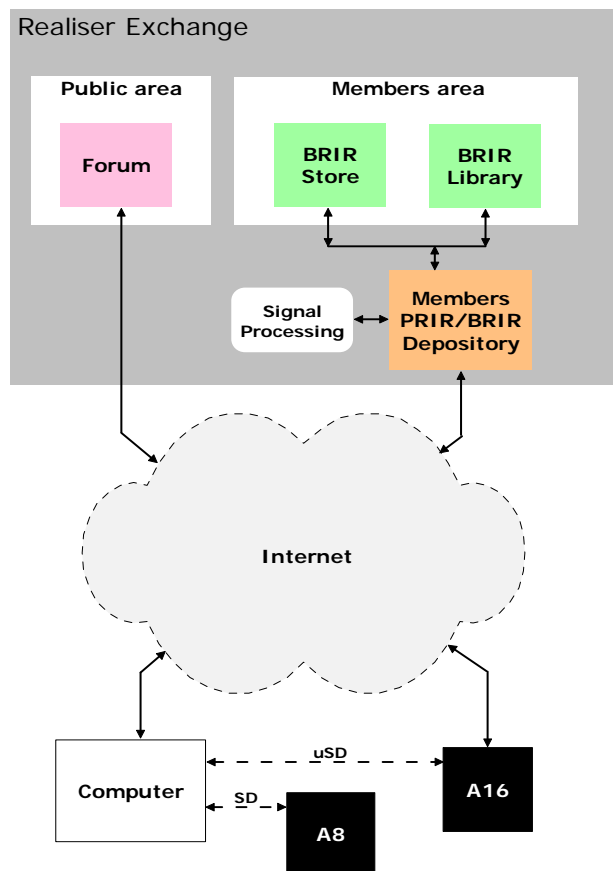 Realiser Exchange
Public area
Members area
Forum
BRIR
Store
BRIR
Library
Signal
Processing
Members
PRIR/BRIR
Depository
Internet
uSD
Computer
SD
A16
A8